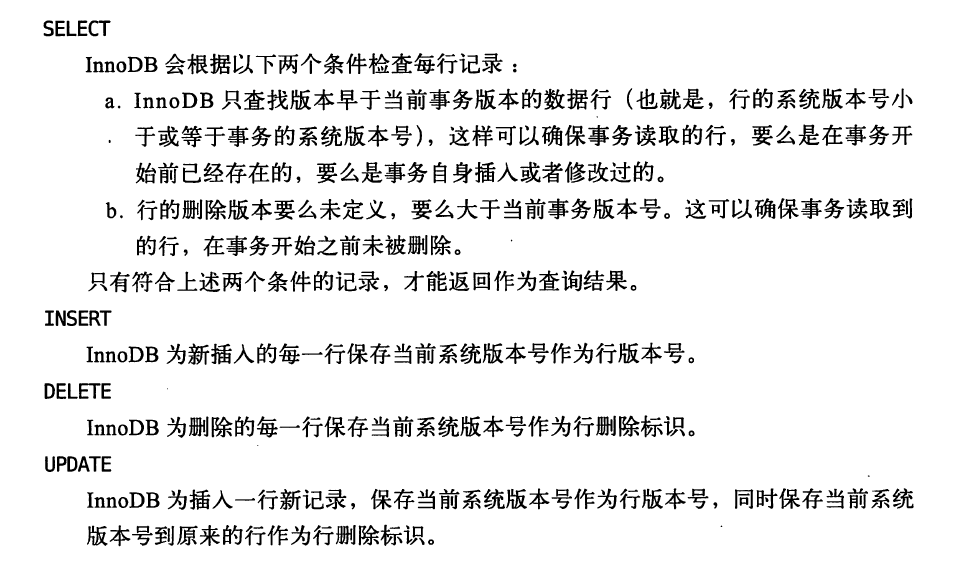 SELECT
InnoDB 会根据以下两个条件检查每行记录：
a. InnoDB 只查找版本早于当前事务版本的数据行（也就是，行的系统版本号小
于或等于事务的系统版本号），这样可以确保事务读取的行，要么是在事务开
始前已经存在的，要么是事务自身插入或者修改过的。
b. 行的删除版本要么未定义，要么大于当前事务版本号。这可以确保事务读取到
的行，在事务开始之前未被删除。
只有符合上述两个条件的记录，才能返回作为查询结果。
INSERT
InnoDB 为新插入的每一行保存当前系统版本号作为行版本号。
DELETE
InnoDB 为删除的每一行保存当前系统版本号作为行删除标识。
UPDATE
InnoDB 为插入一行新记录，保存当前系统版本号作为行版本号，同时保存当前系统
版本号到原来的行作为行删除标识。